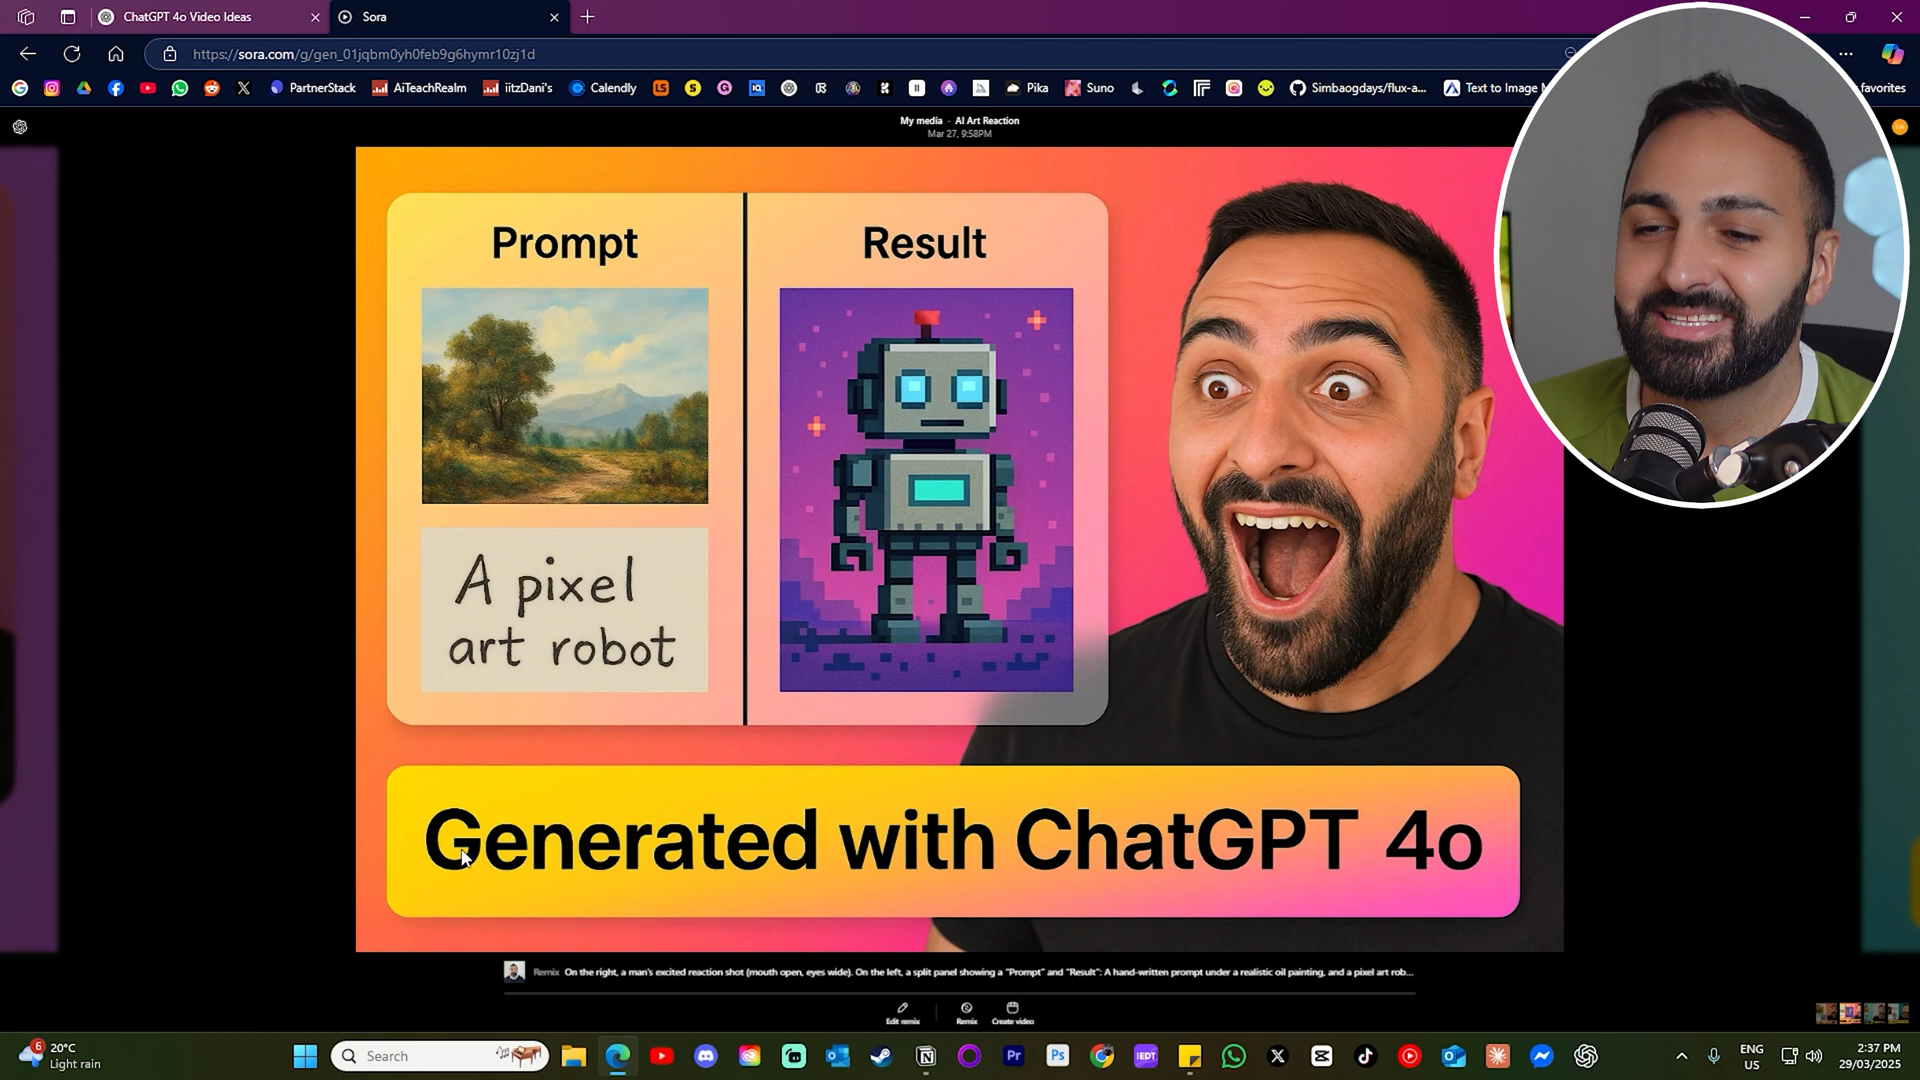 ChatGPT 4o Video Ideas
Sora
https://sora.com/g/gen_01jqbm0yh0feb9g6hymr10zj1d
PartnerStack
AiTeachRealm
iitzDani's
Calendly
Pika
Suno
Simbaogdays/flux-a...
Text to Image
favorites
My media · AI Art Reaction
Mar 27, 9:58PM
Prompt
Result
A pixel
art robot
Generated with ChatGPT 4o
Remix On the right, a man's excited reaction shot (mouth open, eyes wide). On the left, a split panel showing a "Prompt" and "Result": A hand-written prompt under a realistic oil painting, and a pixel art rob...
Edit remix
Remix
Create video
6
20°C
Light rain
Search
ENG
US
2:37 PM
29/03/2025